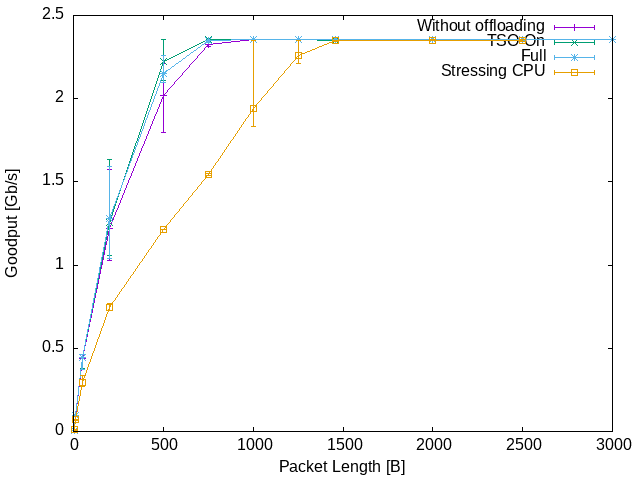 2.5
2
1.5
1
0.5
0
Goodput [Gb/s]
Without offloading
TSO On
Full
Stressing CPU
0 500 1000 1500 2000 2500 3000
Packet Length [B]